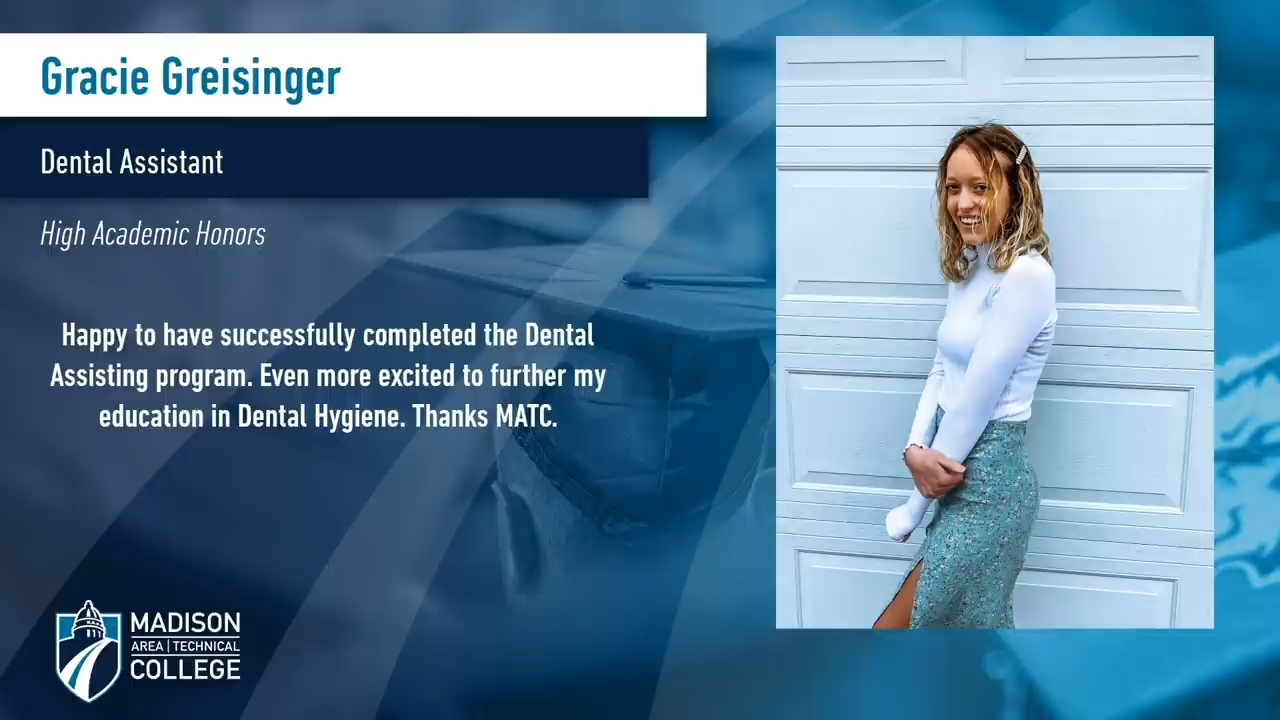 Gracie Greisinger
Dental Assistant
High Academic Honors
Happy to have successfully completed the Dental
Assisting program. Even more excited to further my
education in Dental Hygiene. Thanks MATC.
MADISON
AREA | TECHNICAL
COLLEGE